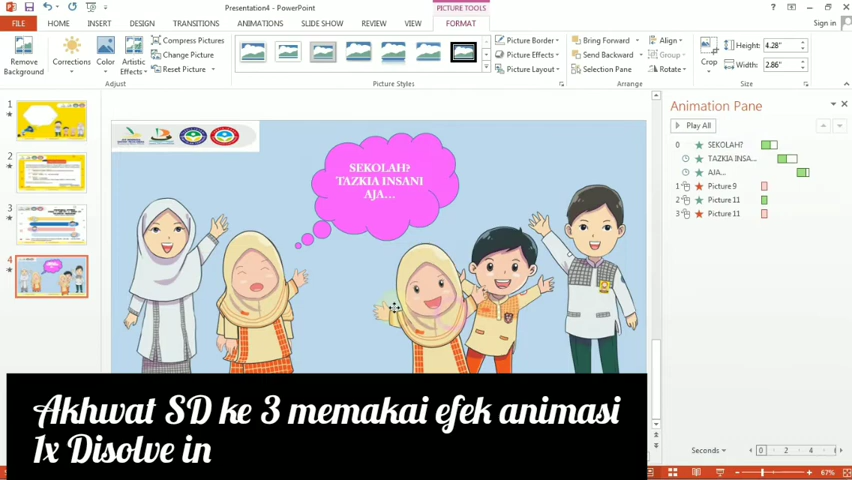 Presentation4 - PowerPoint
PICTURE TOOLS
FILE
HOME
INSERT
DESIGN
TRANSITIONS
ANIMATIONS
SLIDE SHOW
REVIEW
VIEW
FORMAT
Sign in
Remove
Background
Corrections
Color
Artistic
Effects
Compress Pictures
Change Picture
Reset Picture
Adjust
Picture Styles
Picture Border
Picture Effects
Picture Layout
Bring Forward
Send Backward
Selection Pane
Align
Group
Rotate
Arrange
Crop
Height: 4.28"
Width: 2.86"
Size
1
2
3
4
SEKOLAH?
TAZKIA INSANI
AJA...
Animation Pane
Play All
0 SEKOLAH?
TAZKIA INSA...
AJA...
1 Picture 9
2 Picture 11
3 Picture 11
Seconds
0 2 4
67%
Akhwat SD ke 3 memakai efek animasi
1x Disolve in